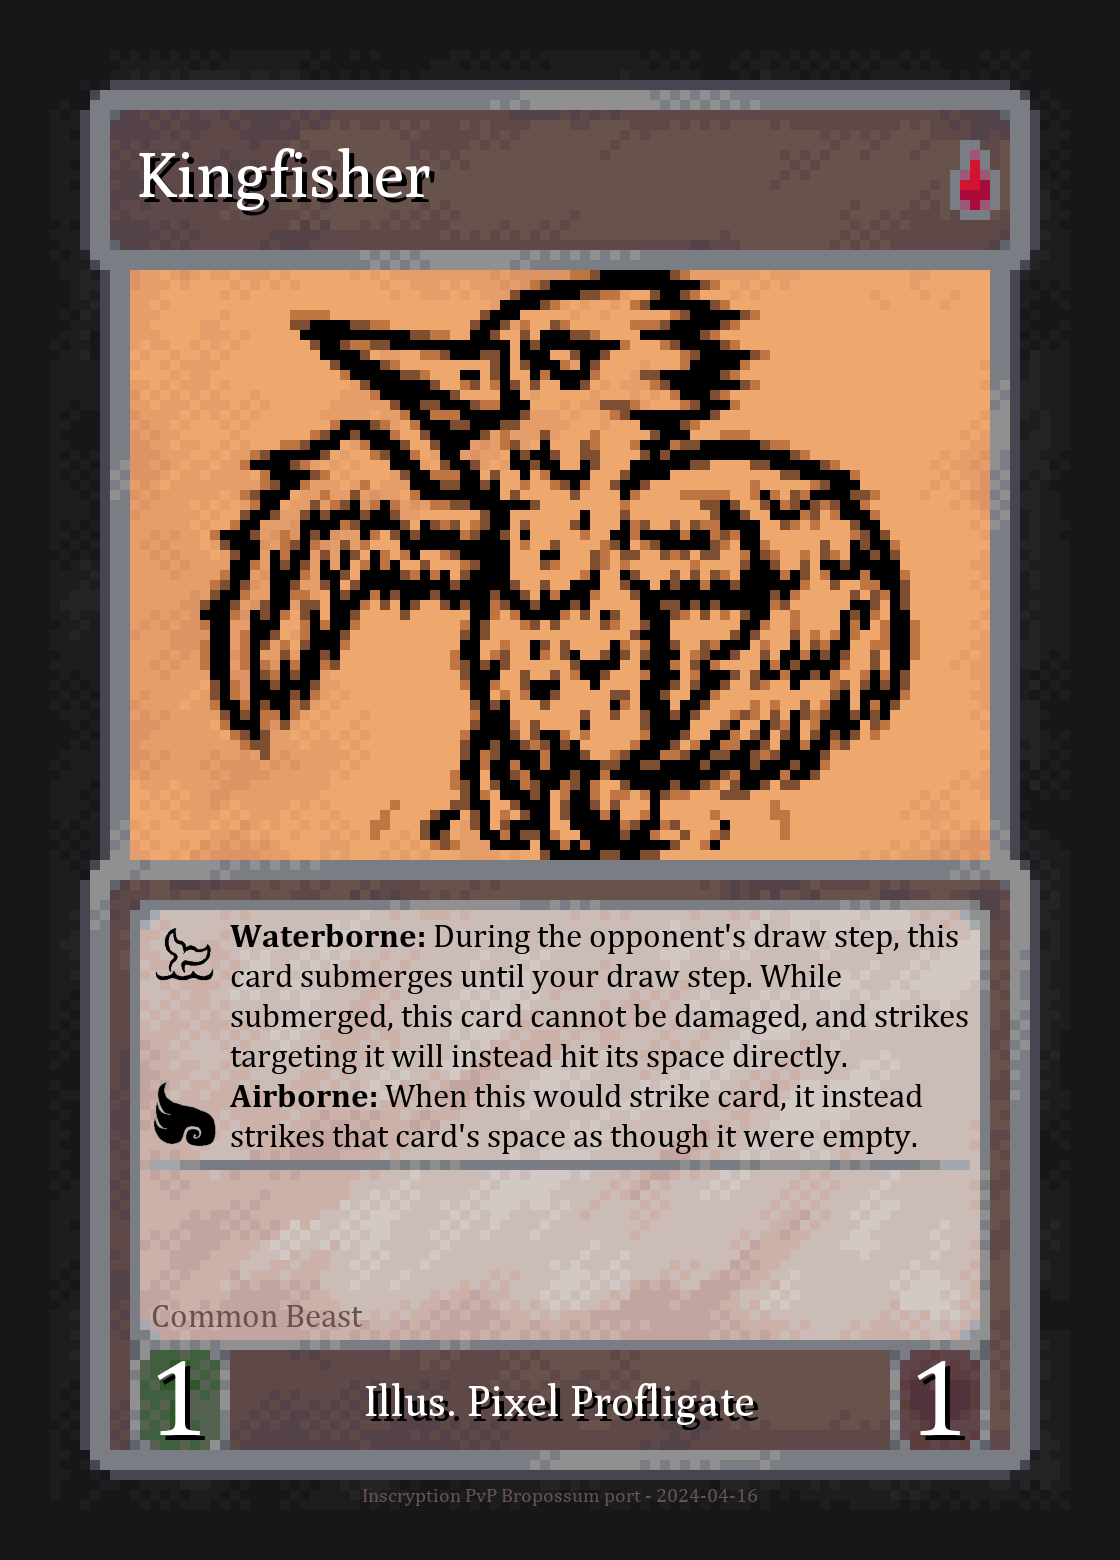 Kingfisher
Waterborne: During the opponent's draw step, this
card submerges until your draw step. While
submerged, this card cannot be damaged, and strikes
targeting it will instead hit its space directly.
Airborne: When this would strike card, it instead
strikes that card's space as though it were empty.
Common Beast
1
Illus. Pixel Profligate
1
Inscryption PvP Bropossum port - 2024-04-16